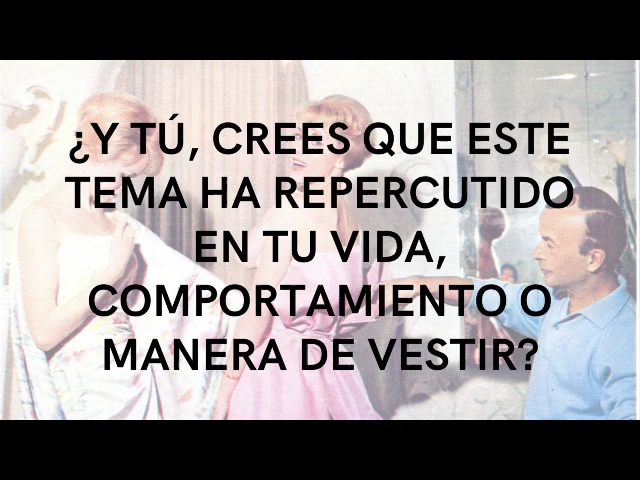 ¿Y TÚ, CREES QUE ESTE
TEMA HA REPERCUTIDO
EN TU VIDA,
COMPORTAMIENTO O
MANERA DE VESTIR?